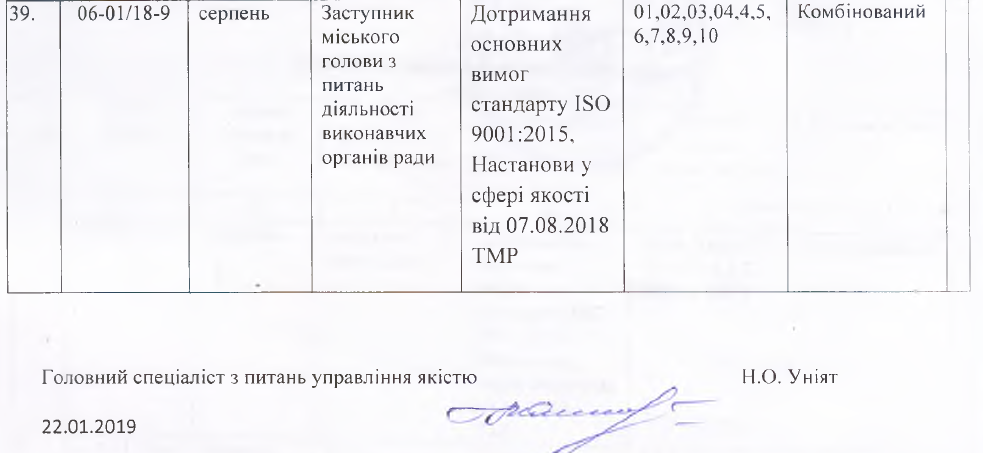 39.
06-01/18-9
серпень
Заступник
міського
голови з
питань
діяльності
виконавчих
органів ради
Дотримання
основних
вимог
стандарту ISO
9001:2015,
Настанови у
сфері якості
від 07.08.2018
ТМР
01,02,03,04,4,5,
6,7,8,9,10
Комбінований
Головний спеціаліст з питань управління якістю
Н.О. Уніят
22.01.2019